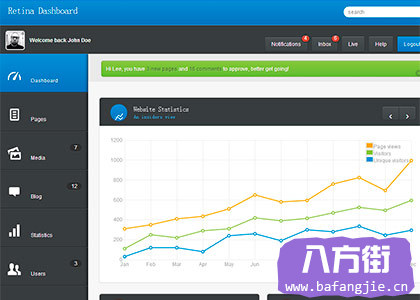 Retina Dashboard
search
Welcome back John Doe
Notifications 4
Inbox 6
Live
Help
Logout
Dashboard
Pages
Media 7
Blog 12
Statistics
Users 3
Hi Lee, you have 3 new pages and comments to approve, better get going!
Website Statistics
An insiders view
Page views
Visitors
Unique visitors
1200
1000
800
600
400
200
0
Jan
Feb
Mar
Apr
May
Jun
八方街
www.bafangjie.cn